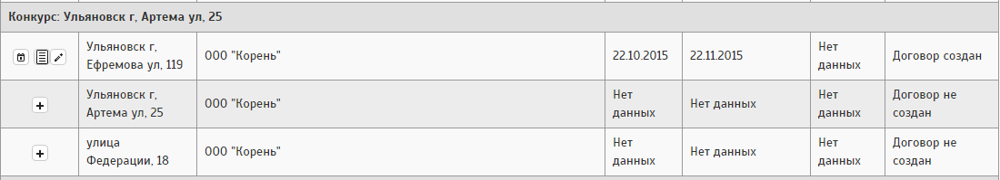 Конкурс: Ульяновск г, Артема ул, 25
Ульяновск г,
Ефремова ул, 119
ООО "Корень"
22.10.2015
22.11.2015
Нет
данных
Договор создан
Ульяновск г,
Артема ул, 25
ООО "Корень"
Нет
данных
Нет данных
Нет
данных
Договор не
создан
улица
Федерации, 18
ООО "Корень"
Нет
данных
Нет данных
Нет
данных
Договор не
создан